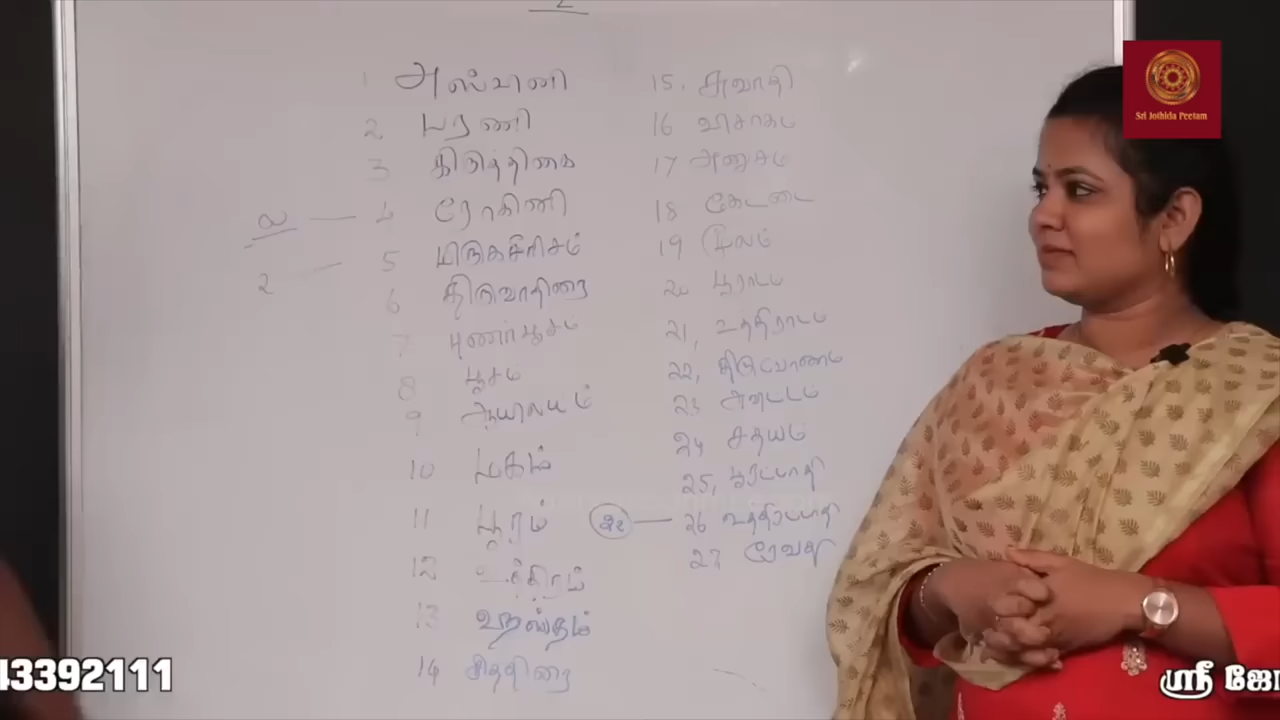 2
1 அஸ்வினி
2 பரணி
3 கிருத்திகை
ல — 4 ரோகினி
2 — 5 மிருகசீரிசம்
6 திருவாதிரை
7 புணர்பூசம்
8 பூசம்
9 ஆயில்யம்
10 மகம்
11 பூரம்
12 உத்திரம்
13 ஹஸ்தம்
14 சித்திரை
15. சுவாதி
16 விசாகம்
17 அனுசம்
18 கேட்டை
19 மூலம்
20 பூராடம்
21, உத்திராடம்
22, திருவோணம்
23 அவிட்டம்
24 சதயம்
25, பூரட்டாதி
26 உத்திரட்டாதி
27 ரேவதி
Sri Jothida Peetam
43392111
ஸ்ரீ ஜோ